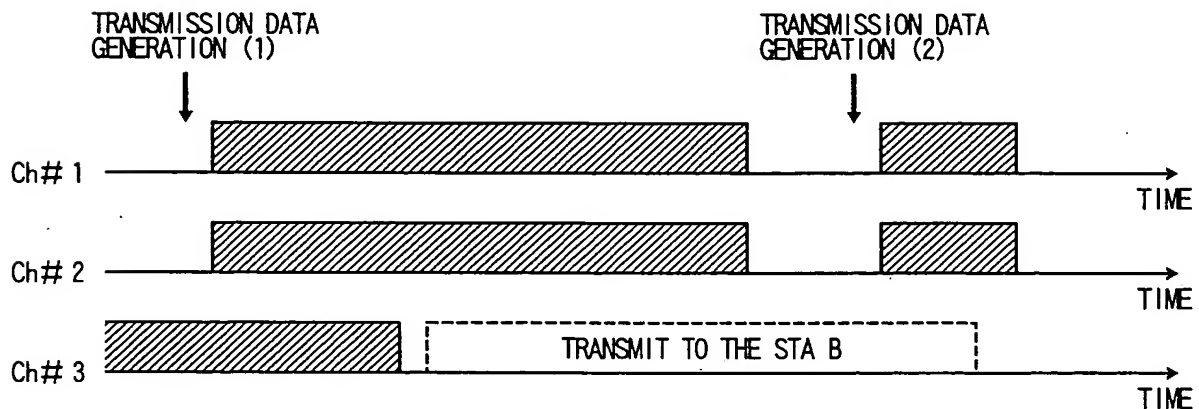 TRANSMISSION DATA
GENERATION (1)
TRANSMISSION DATA
GENERATION (2)
Ch# 1
TIME
Ch# 2
TIME
TRANSMIT TO THE STA B
Ch# 3
TIME